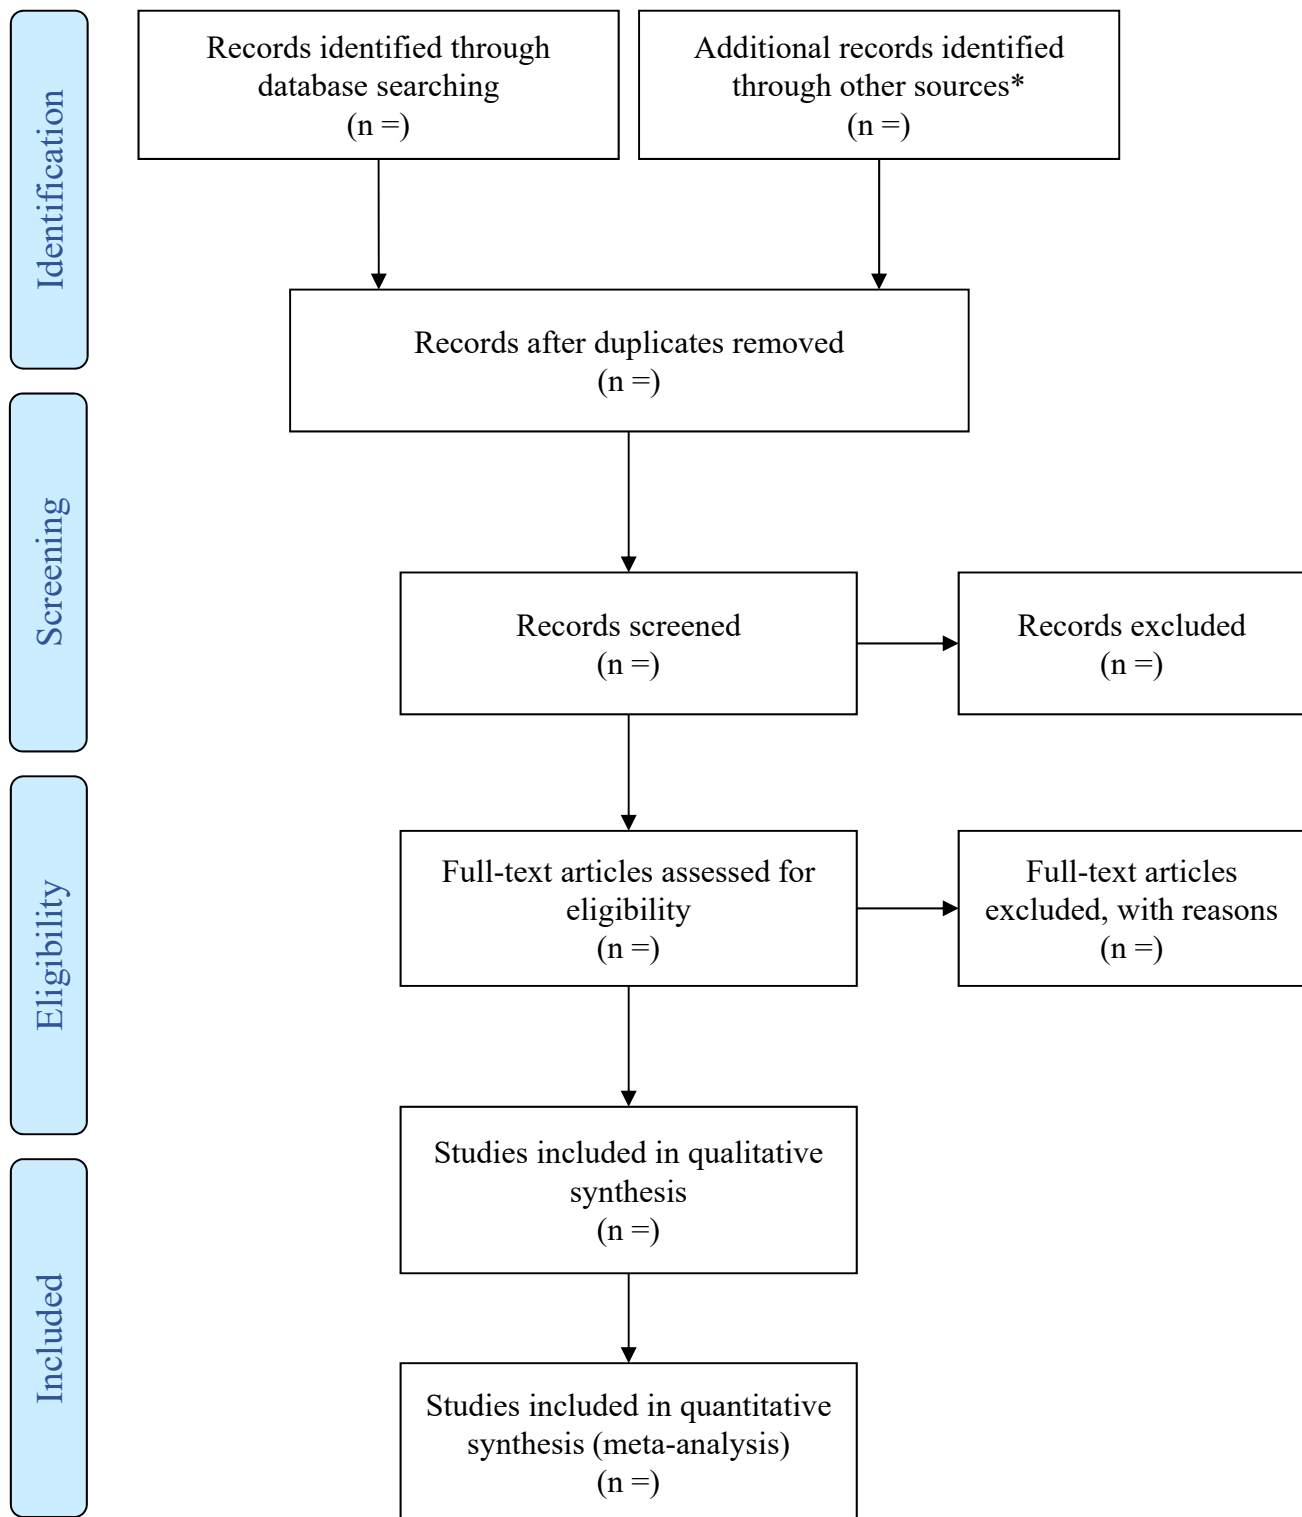 Identification
Records identified through
database searching
(n =)
Additional records identified
through other sources*
(n =)
Records after duplicates removed
(n =)
Screening
Records screened
(n =)
Records excluded
(n =)
Eligibility
Full-text articles assessed for
eligibility
(n =)
Full-text articles
excluded, with reasons
(n =)
Included
Studies included in qualitative
synthesis
(n =)
Studies included in quantitative
synthesis (meta-analysis)
(n =)